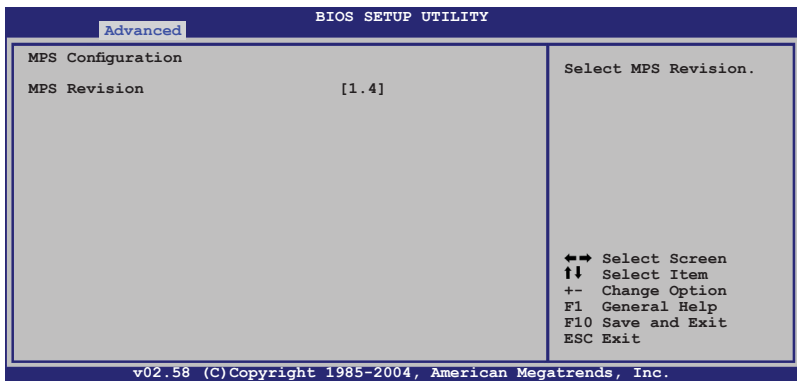 BIOS SETUP UTILITY
Advanced
MPS Configuration
MPS Revision [1.4]
Select MPS Revision.
←→ Select Screen
↑↓ Select Item
+- Change Option
F1 General Help
F10 Save and Exit
ESC Exit
v02.58 (C)Copyright 1985-2004, American Megatrends, Inc.